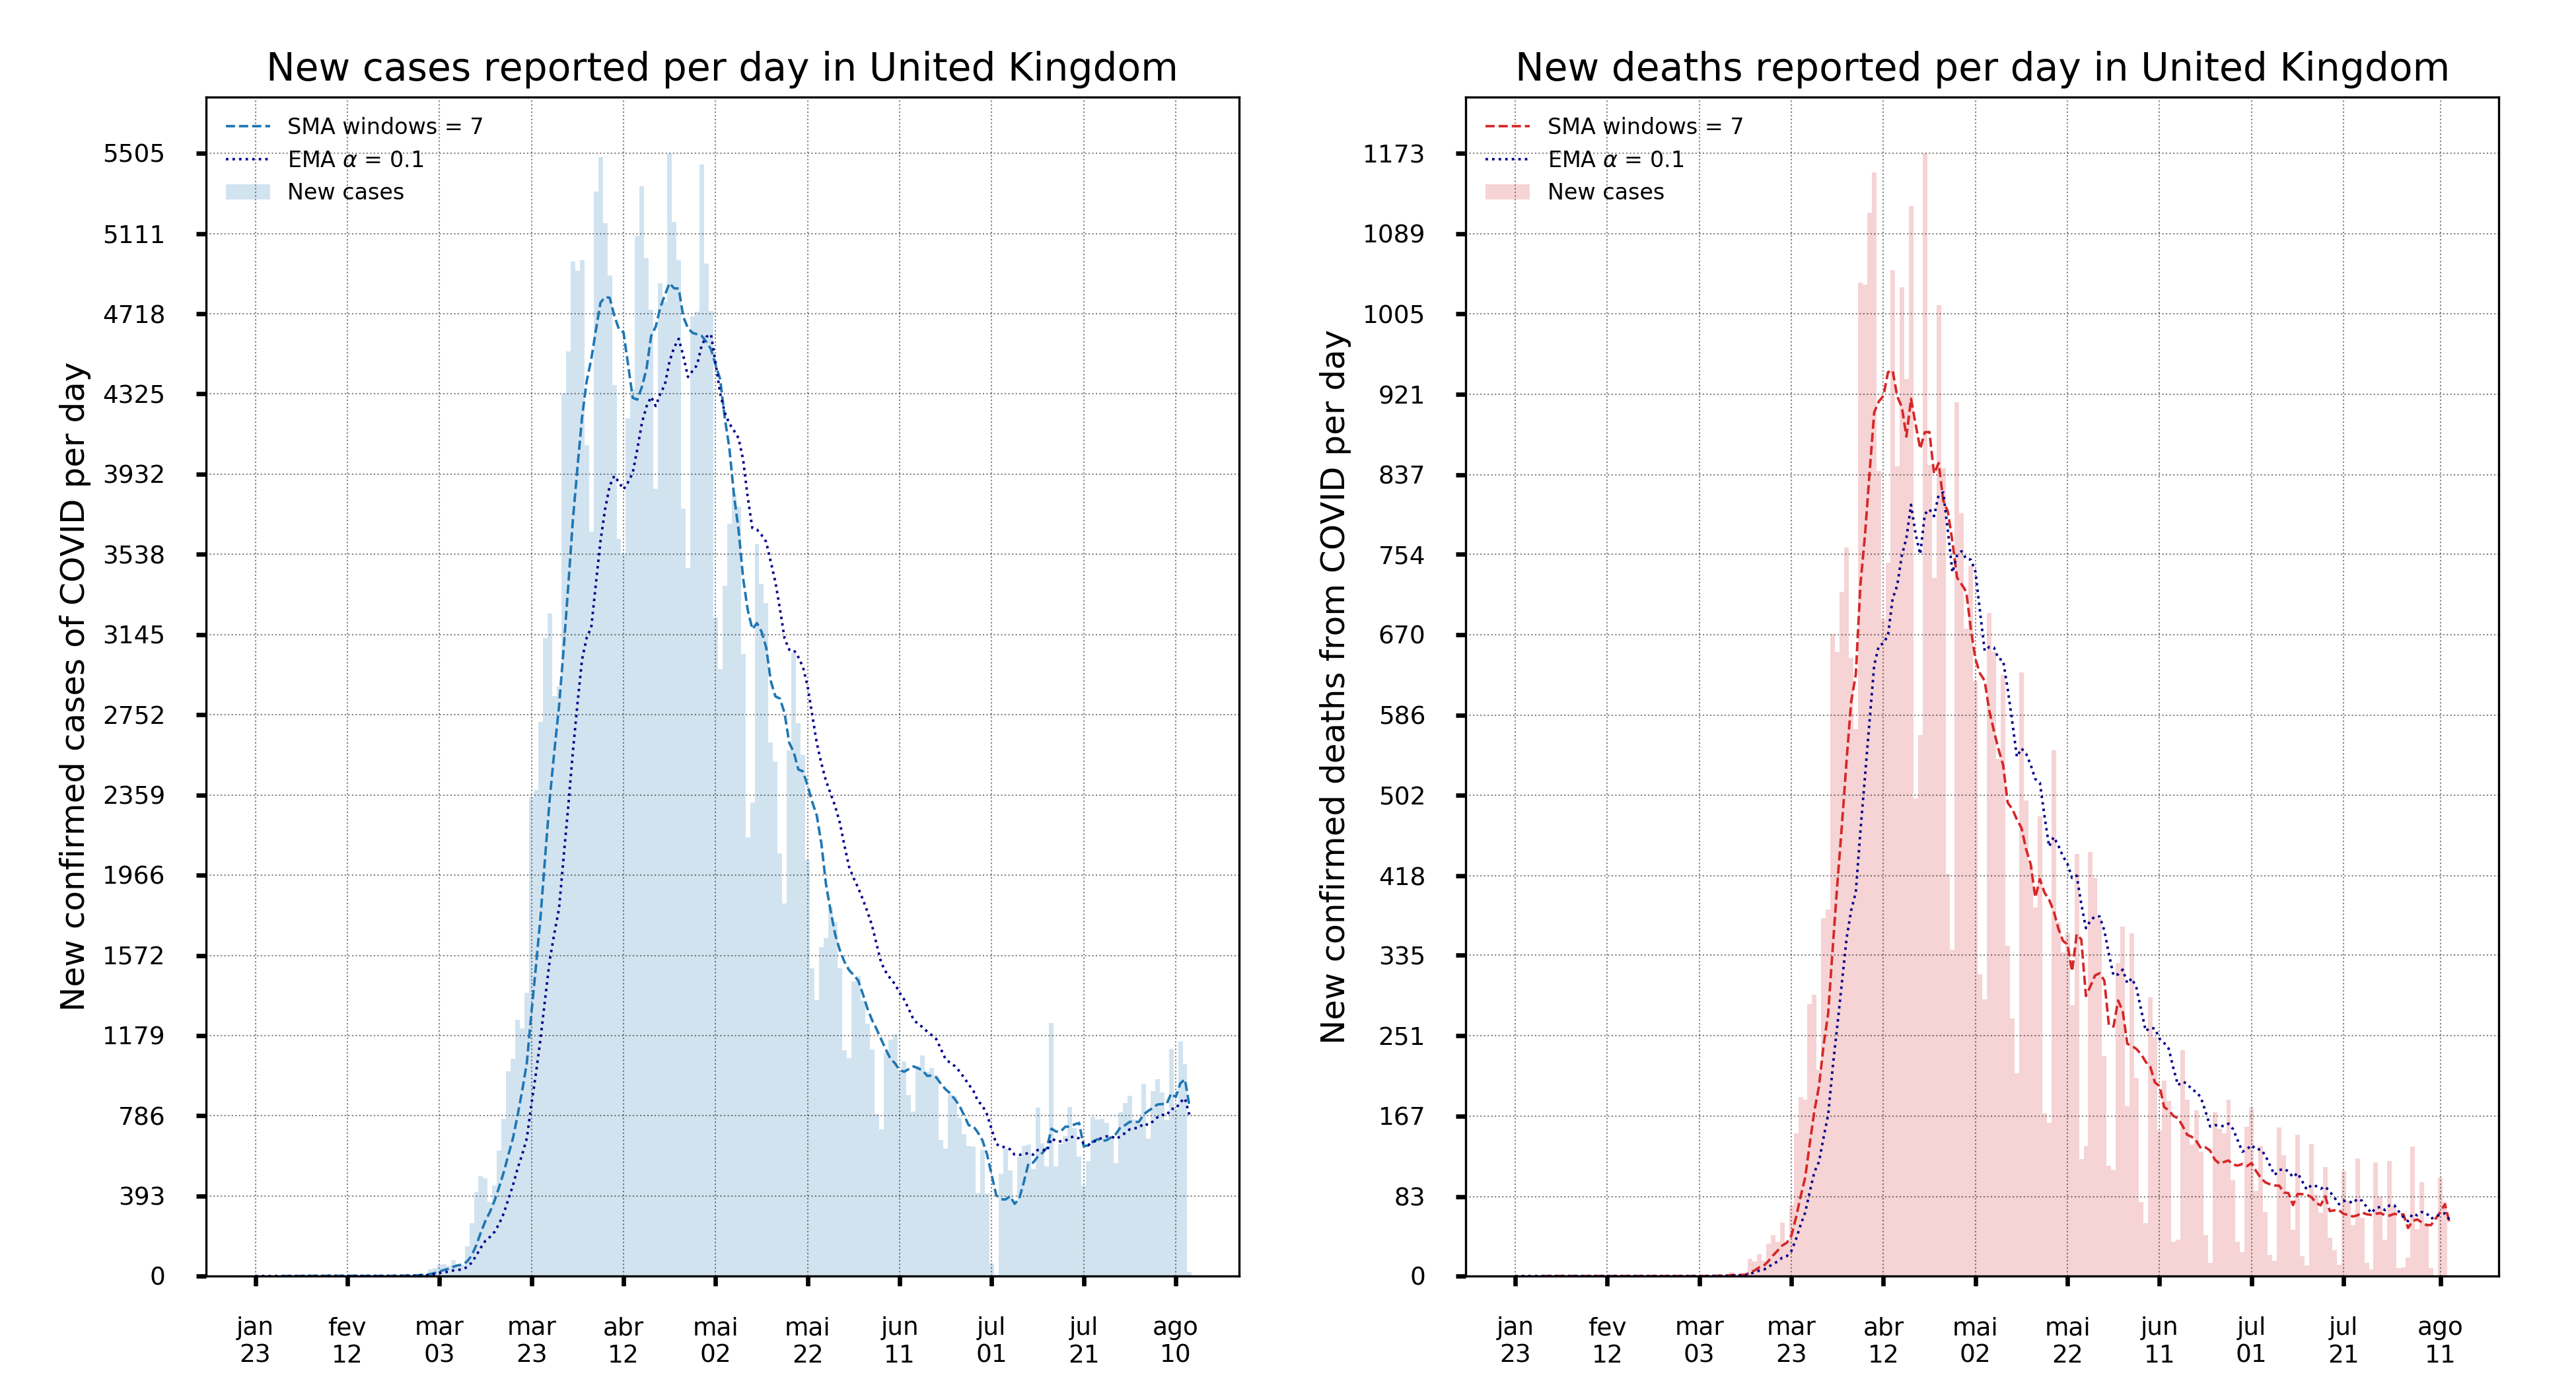 New cases reported per day in United Kingdom
SMA windows = 7
EMA α = 0.1
New cases
New confirmed cases of COVID per day
5505
5111
4718
4325
3932
3538
3145
2752
2359
1966
1572
1179
786
393
0
jan fev mar mar abr mai mai jun jul jul ago
23 12 03 23 12 02 22 11 01 21 10
New deaths reported per day in United Kingdom
SMA windows = 7
EMA α = 0.1
New cases
New confirmed deaths from COVID per day
1173
1089
1005
921
837
754
670
586
502
418
335
251
167
83
0
jan fev mar mar abr mai mai jun jul jul ago
23 12 03 23 12 02 22 11 01 21 11